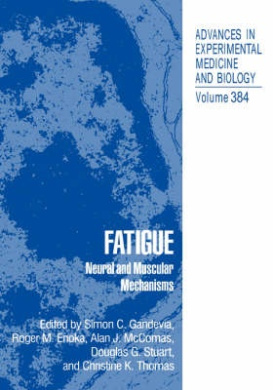 ADVANCES IN
EXPERIMENTAL
MEDICINE
AND BIOLOGY
Volume 384
FATIGUE
Neural and Muscular
Mechanisms
Edited by Simon C. Gandevia,
Roger M. Enoka, Alan J. McComas,
Douglas G. Stuart,
and Christine K. Thomas